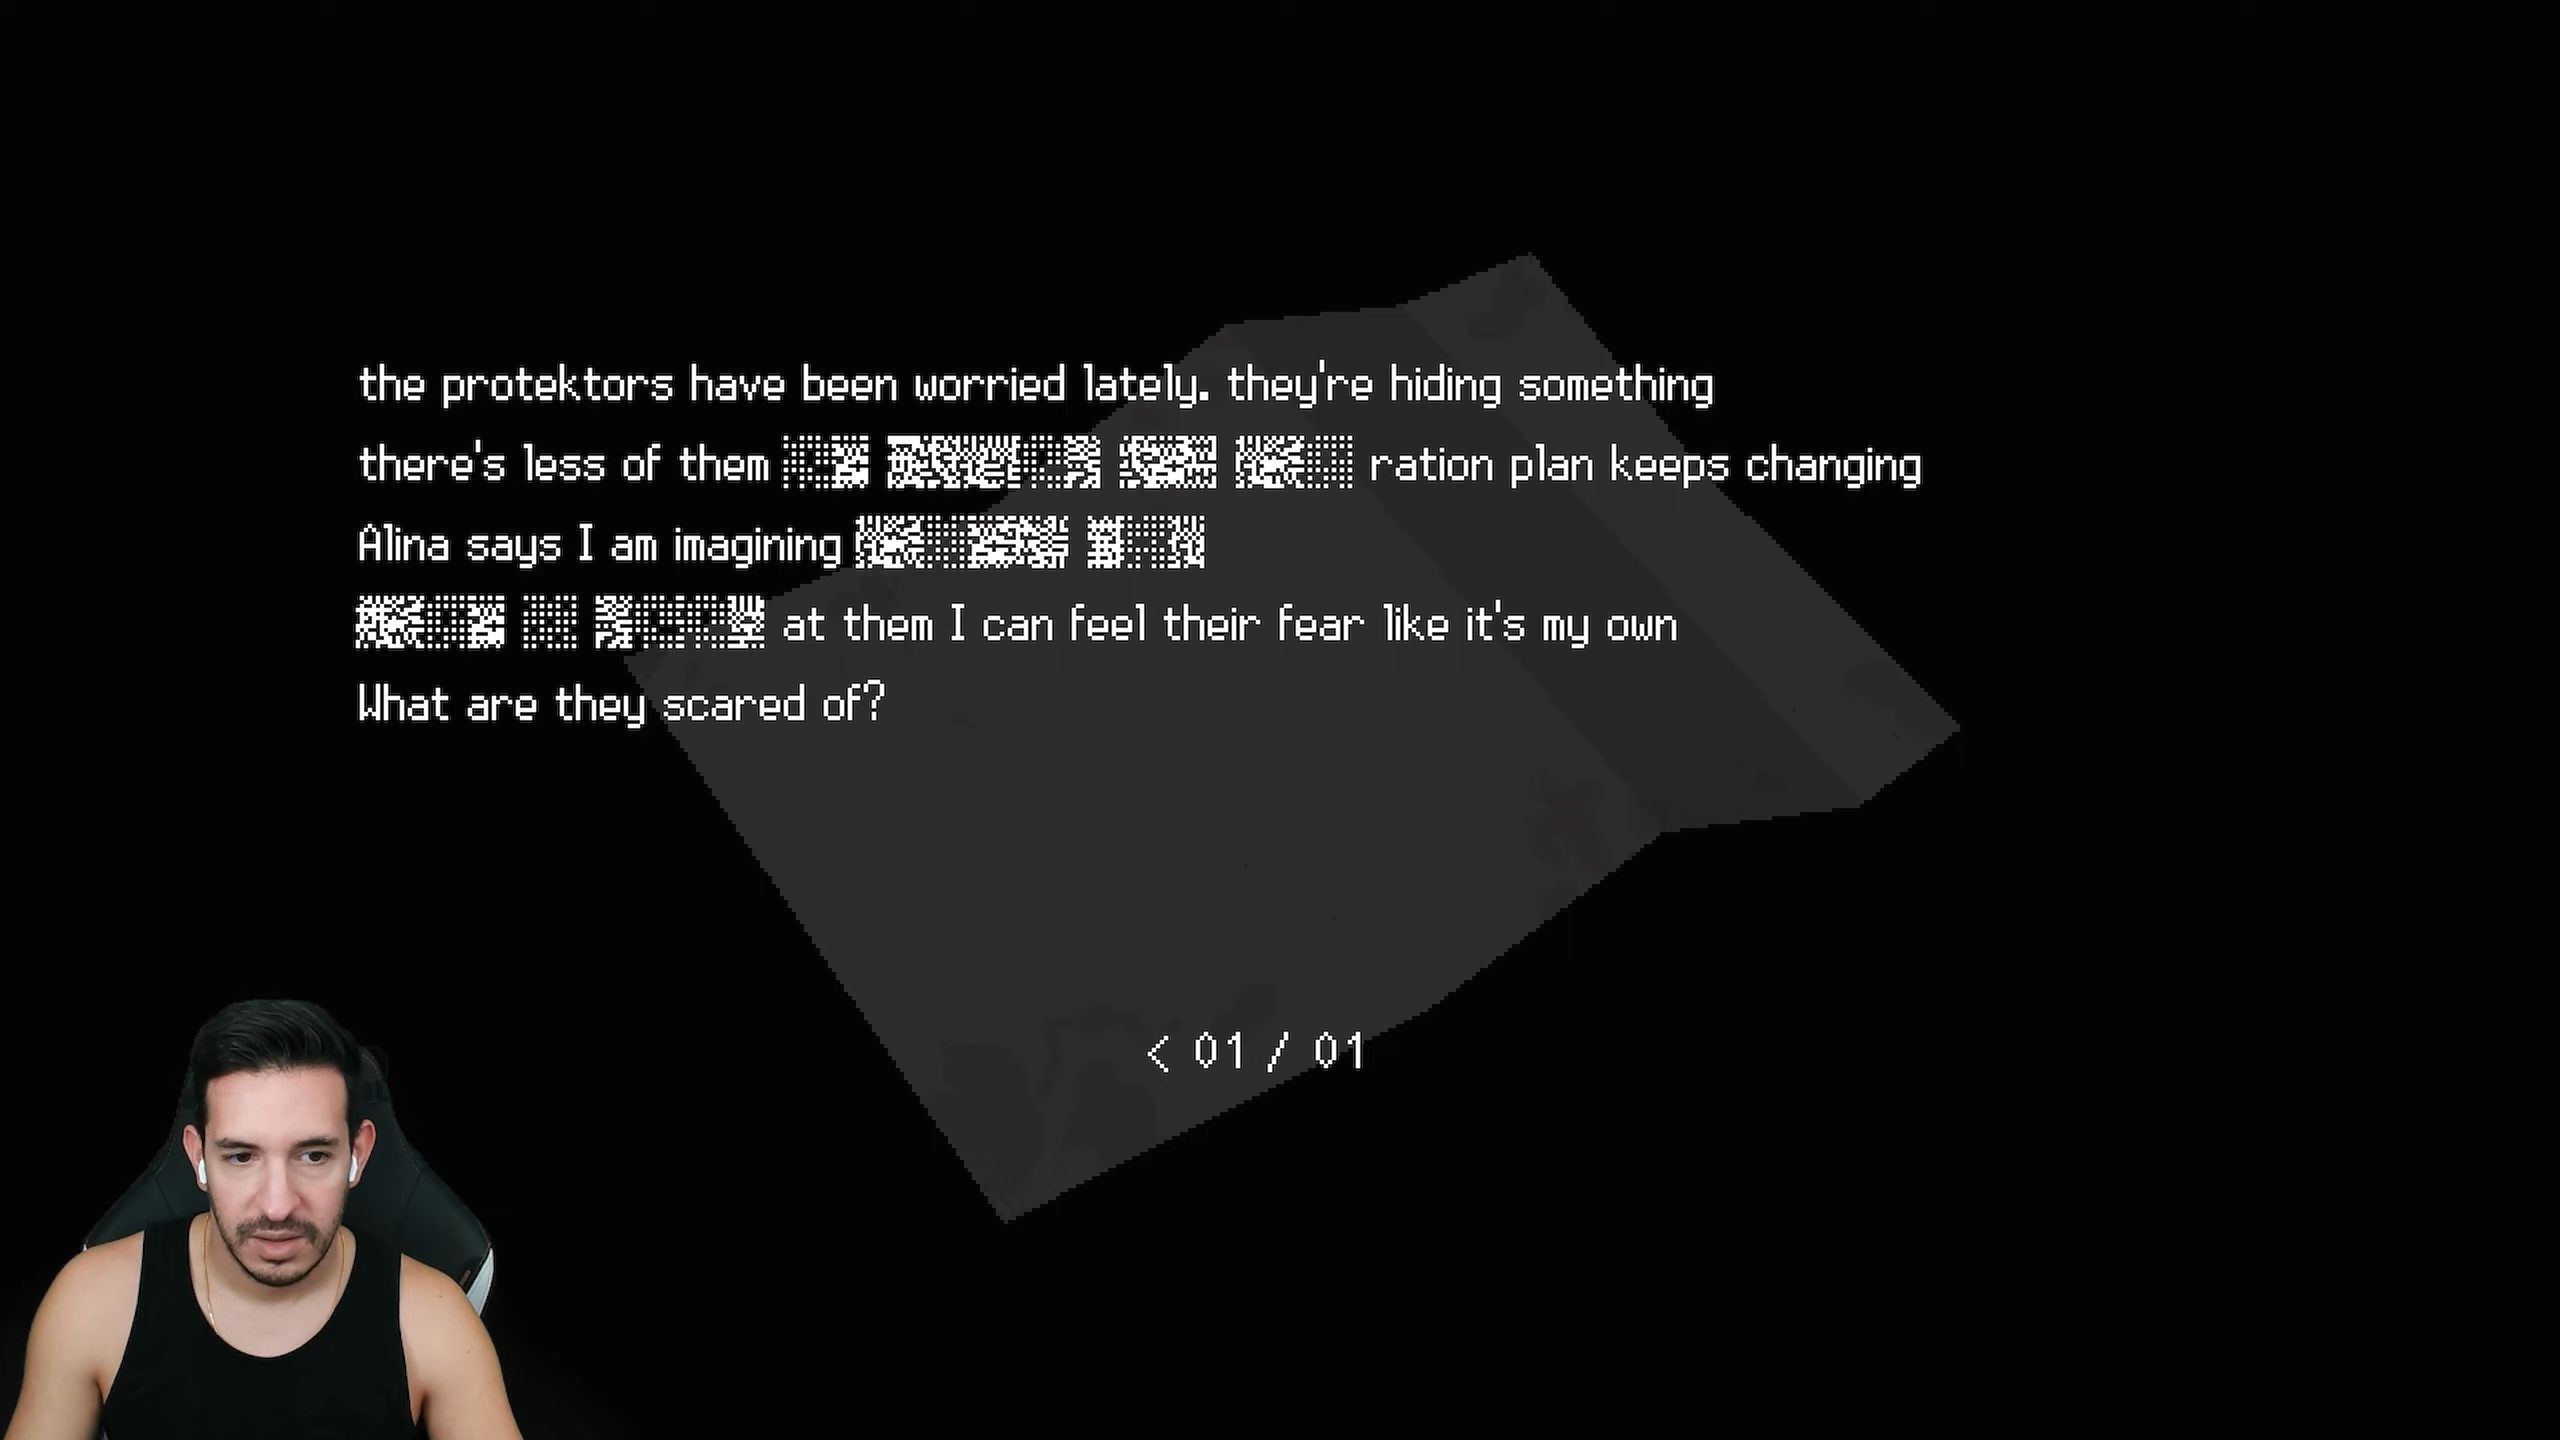 the protektors have been worried lately. they're hiding something
there's less of them ration plan keeps changing
Alina says I am imagining
at them I can feel their fear like it's my own
What are they scared of?
< 01 / 01